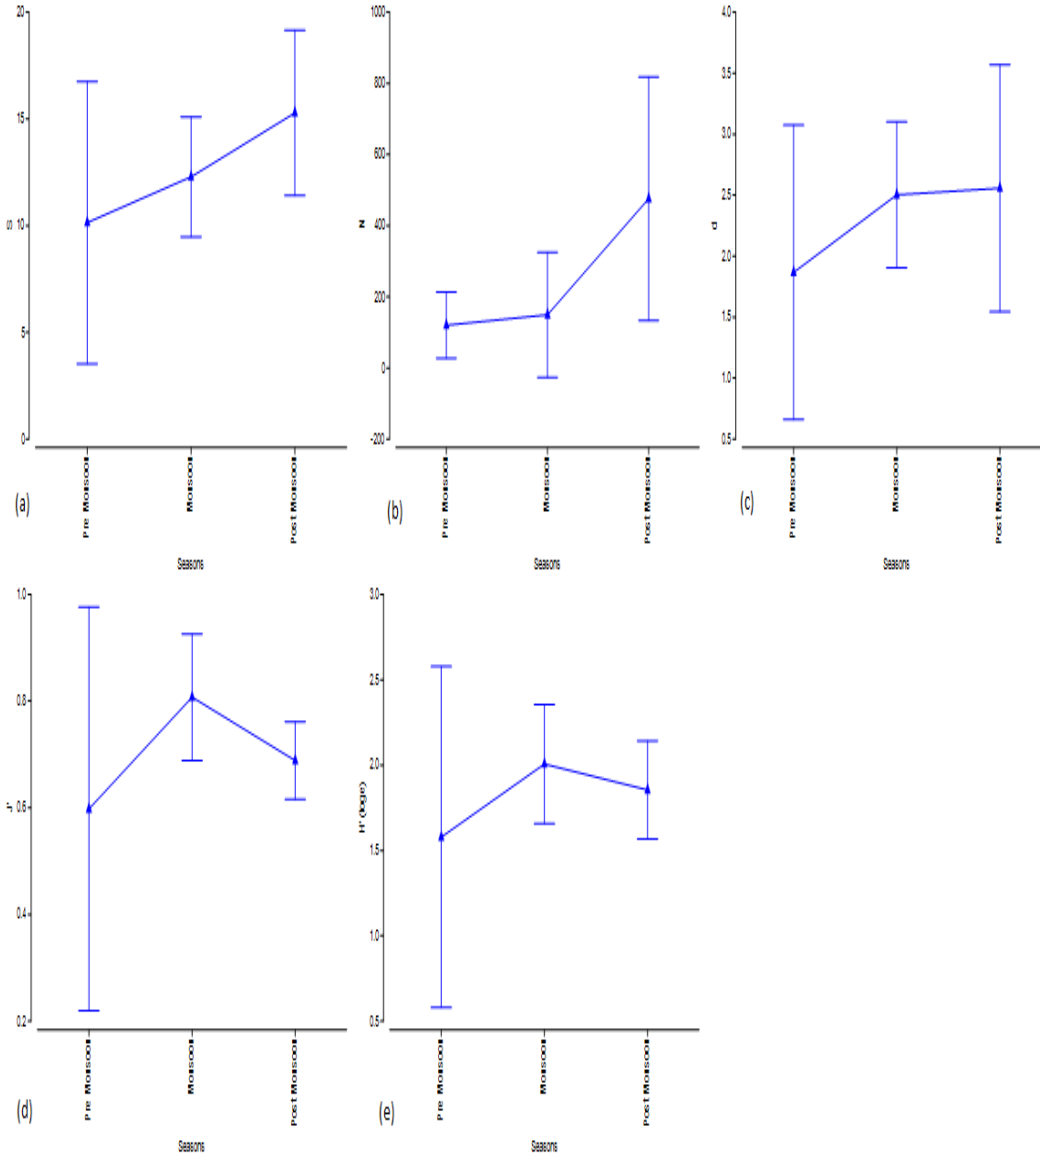 20
15
10
5
0
S
Pre Monsoon
Monsoon
Post Monsoon
Seasons
(a)
1000
800
600
400
200
0
-200
N
Pre Monsoon
Monsoon
Post Monsoon
Seasons
(b)
4.0
3.5
3.0
2.5
2.0
1.5
1.0
0.5
d
Pre Monsoon
Monsoon
Post Monsoon
Seasons
(c)
1.0
0.8
0.6
0.4
0.2
J'
Pre Monsoon
Monsoon
Post Monsoon
Seasons
(d)
3.0
2.5
2.0
1.5
1.0
0.5
H'(loge)
Pre Monsoon
Monsoon
Post Monsoon
Seasons
(e)